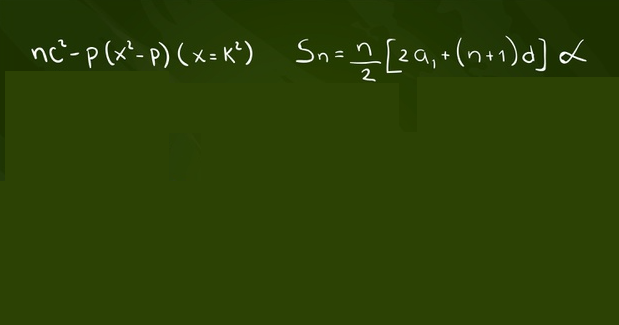 nc²-p(x²-p)(x=k²) Sn=n/2[2a₁+(n+1)d]∝